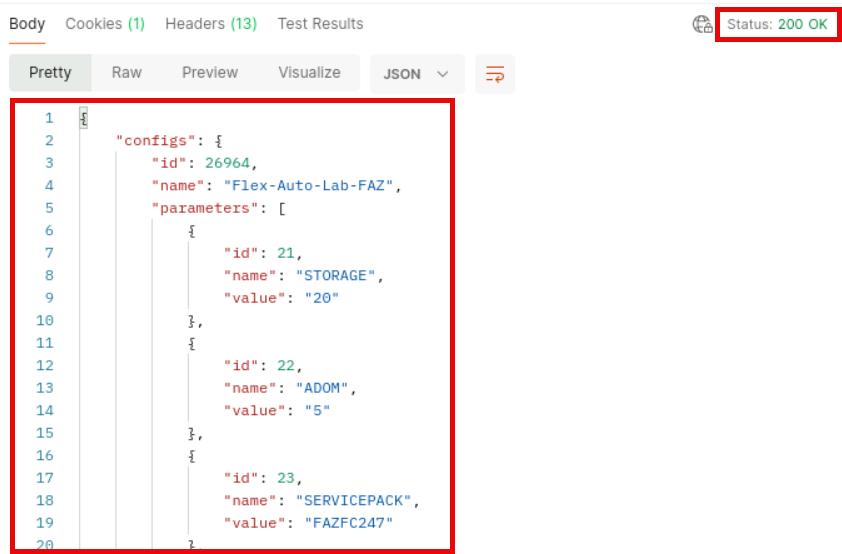 Body Cookies (1) Headers (13) Test Results Status: 200 OK
Pretty Raw Preview Visualize JSON
1 {
2 "configs": {
3 "id": 26964,
4 "name": "Flex-Auto-Lab-FAZ",
5 "parameters": [
6 {
7 "id": 21,
8 "name": "STORAGE",
9 "value": "20"
10 },
11 {
12 "id": 22,
13 "name": "ADOM",
14 "value": "5"
15 },
16 {
17 "id": 23,
18 "name": "SERVICEPACK",
19 "value": "FAZFC247"
20 },